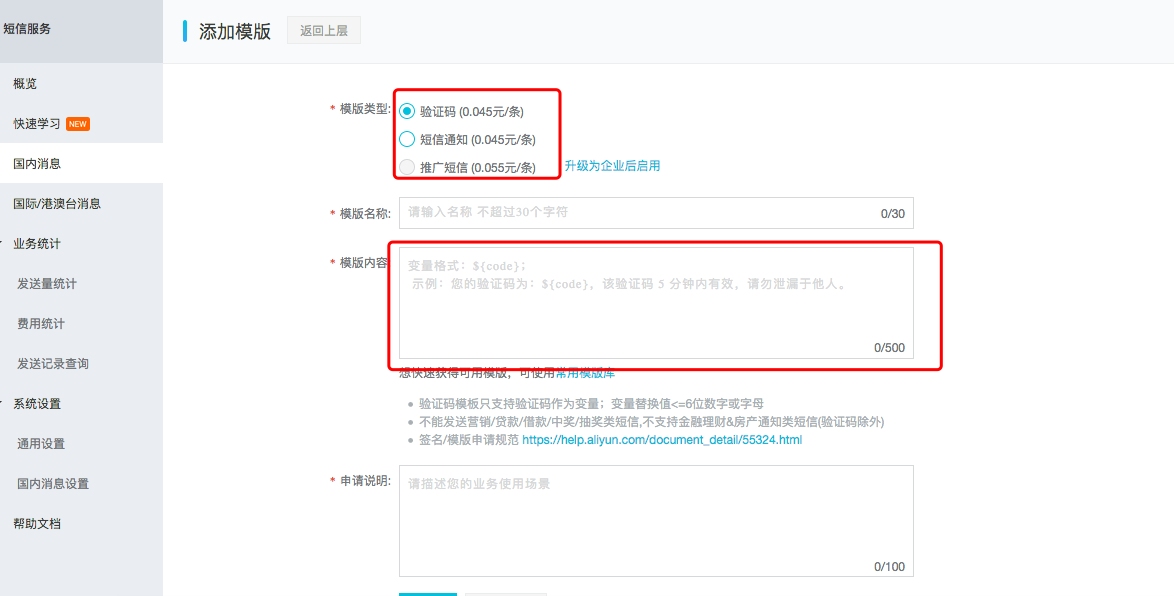 短信服务
添加模版
返回上层
概览
快速学习 NEW
国内消息
国际/港澳台消息
业务统计
发送量统计
费用统计
发送记录查询
系统设置
通用设置
国内消息设置
帮助文档
* 模版类型:
验证码 (0.045元/条)
短信通知 (0.045元/条)
推广短信 (0.055元/条) 升级为企业后启用
* 模版名称: 请输入名称 不超过30个字符 0/30
* 模版内容
变量格式：${code}；
示例：您的验证码为：${code}，该验证码 5 分钟内有效，请勿泄漏于他人。
0/500
想快速获得可用模版，可使用常用模版库
● 验证码模板只支持验证码作为变量；变量替换值<=6位数字或字母
● 不能发送营销/贷款/借款/中奖/抽奖类短信,不支持金融理财&房产通知类短信(验证码除外)
● 签名/模版申请规范 https://help.aliyun.com/document_detail/55324.html
* 申请说明: 请描述您的业务使用场景
0/100